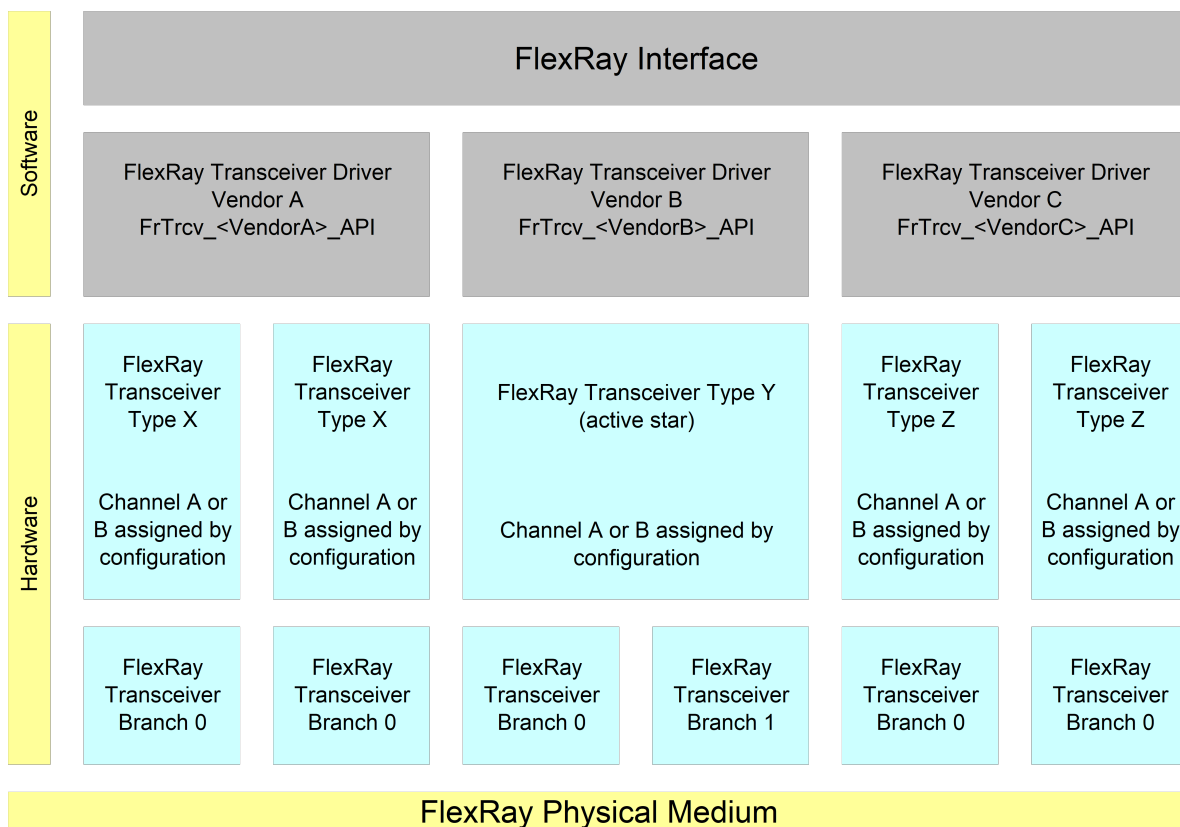 FlexRay Interface
Software
FlexRay Transceiver Driver
Vendor A
FrTrcv_<VendorA>_API
FlexRay Transceiver Driver
Vendor B
FrTrcv_<VendorB>_API
FlexRay Transceiver Driver
Vendor C
FrTrcv_<VendorC>_API
Hardware
FlexRay
Transceiver
Type X
Channel A or
B assigned by
configuration
FlexRay
Transceiver
Type X
Channel A or
B assigned by
configuration
FlexRay Transceiver Type Y
(active star)
Channel A or B assigned by
configuration
FlexRay
Transceiver
Type Z
Channel A or
B assigned by
configuration
FlexRay
Transceiver
Type Z
Channel A or
B assigned by
configuration
FlexRay
Transceiver
Branch 0
FlexRay
Transceiver
Branch 0
FlexRay
Transceiver
Branch 0
FlexRay
Transceiver
Branch 1
FlexRay
Transceiver
Branch 0
FlexRay
Transceiver
Branch 0
FlexRay Physical Medium